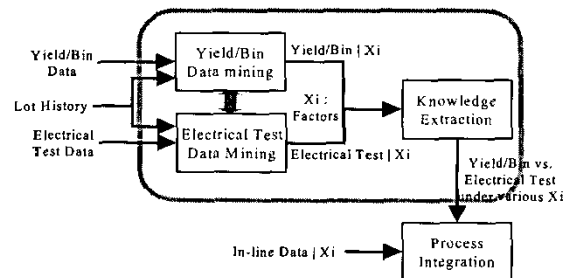 Yield/Bin
Data
Lot History
Electrical
Test Data
Yield/Bin
Data mining
Electrical Test
Data Mining
Yield/Bin | Xi
Xi :
Factors
Electrical Test | Xi
Knowledge
Extraction
Yield/Bin vs.
Electrical Test
under various Xi
In-line Data | Xi
Process
Integration